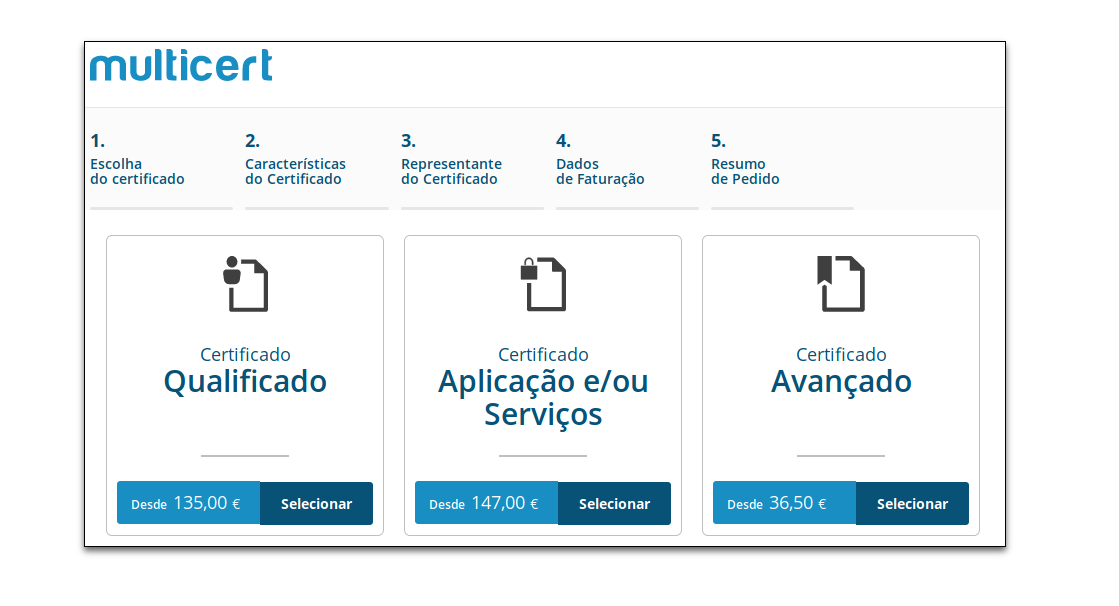 multicert
1.
Escolha
do certificado
2.
Características
do Certificado
3.
Representante
do Certificado
4.
Dados
de Faturação
5.
Resumo
de Pedido
Certificado
Qualificado
Desde 135,00 €
Selecionar
Certificado
Aplicação e/ou
Serviços
Desde 147,00 €
Selecionar
Certificado
Avançado
Desde 36,50 €
Selecionar